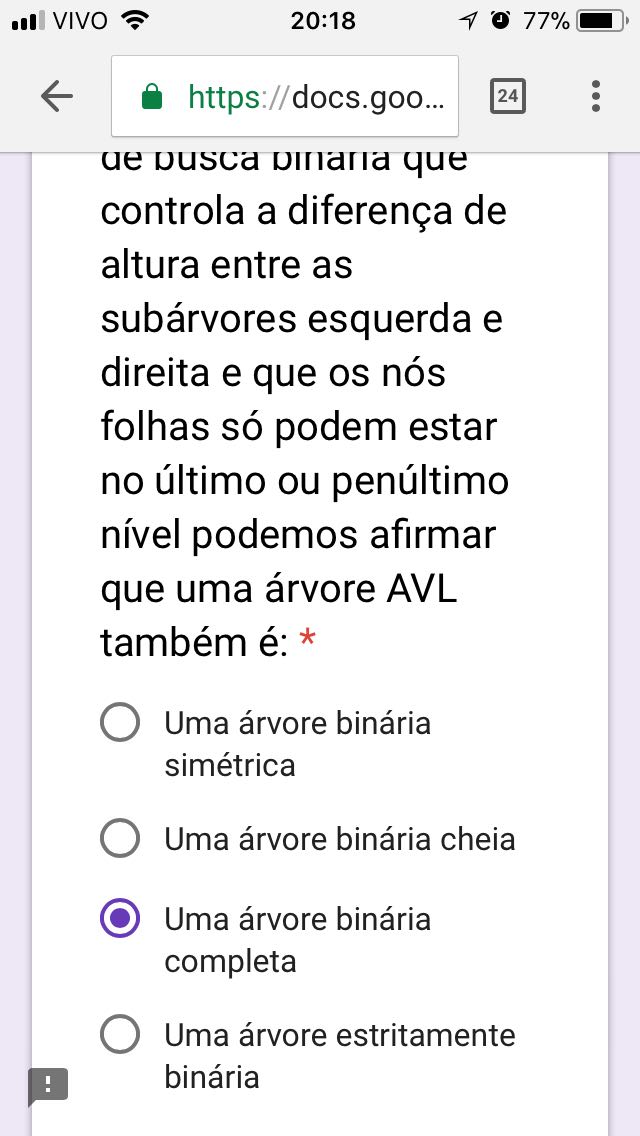 VIVO 20:18 77%
https://docs.goo... 24
de busca binária que
controla a diferença de
altura entre as
subárvores esquerda e
direita e que os nós
folhas só podem estar
no último ou penúltimo
nível podemos afirmar
que uma árvore AVL
também é: *
Uma árvore binária
simétrica
Uma árvore binária cheia
Uma árvore binária
completa
Uma árvore estritamente
binária
!